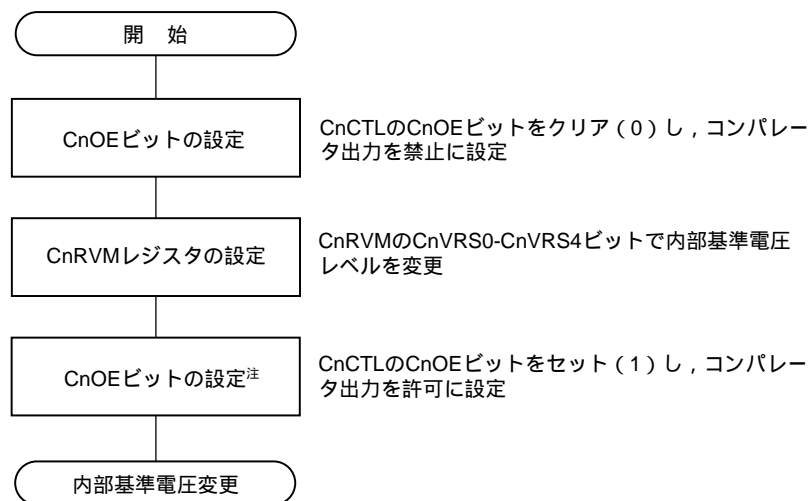 開　始
CnOEビットの設定
CnCTLのCnOEビットをクリア（0）し，コンパレー
タ出力を禁止に設定
CnRVMレジスタの設定
CnRVMのCnVRS0-CnVRS4ビットで内部基準電圧
レベルを変更
CnOEビットの設定注
CnCTLのCnOEビットをセット（1）し，コンパレー
タ出力を許可に設定
内部基準電圧変更